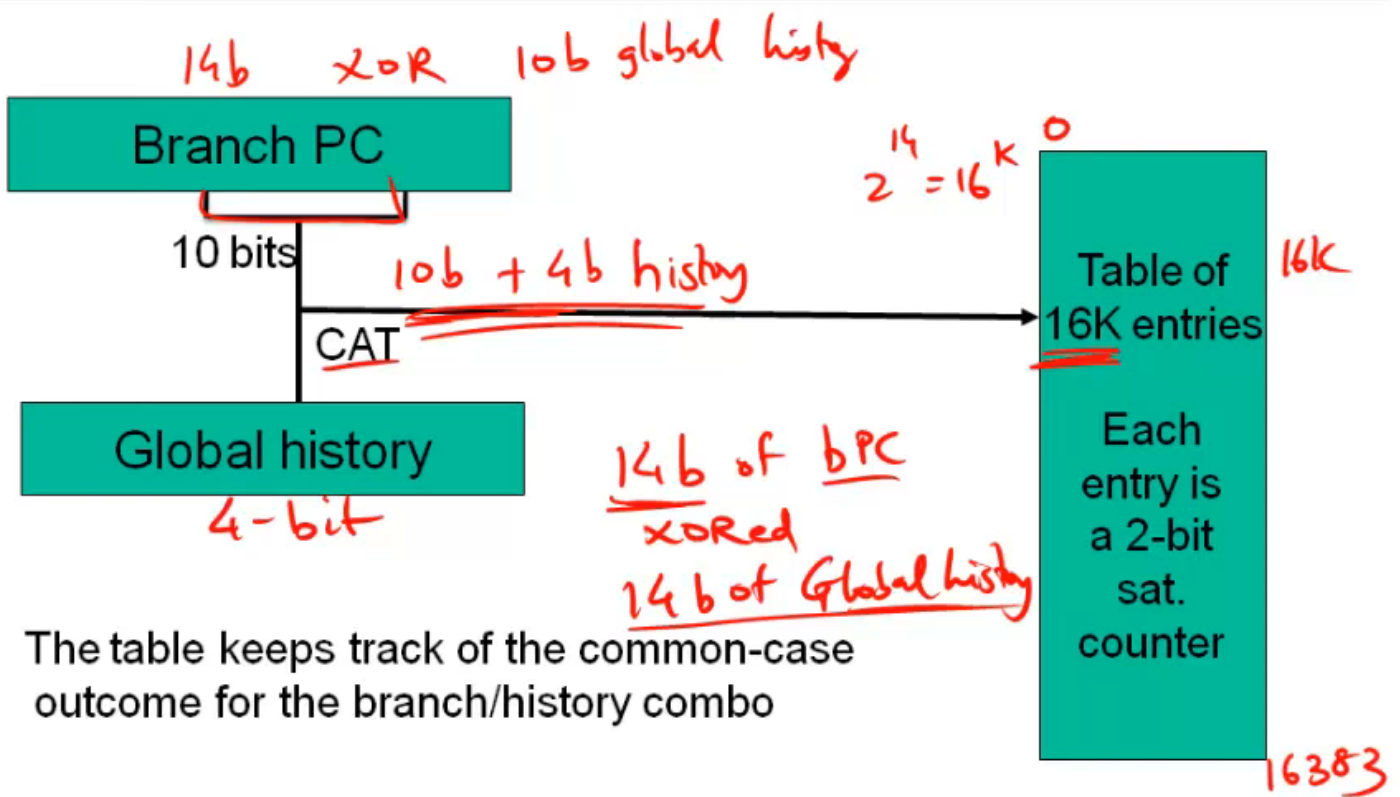 14b XOR 10b global histy
Branch PC
10 bits
10b + 4b history
CAT
Global history
4-bit
14b of bPC
XORed
14b of Global history
The table keeps track of the common-case
outcome for the branch/history combo
2^14 = 16K
0
Table of
16K entries
16K
Each
entry is
a 2-bit
sat.
counter
16383